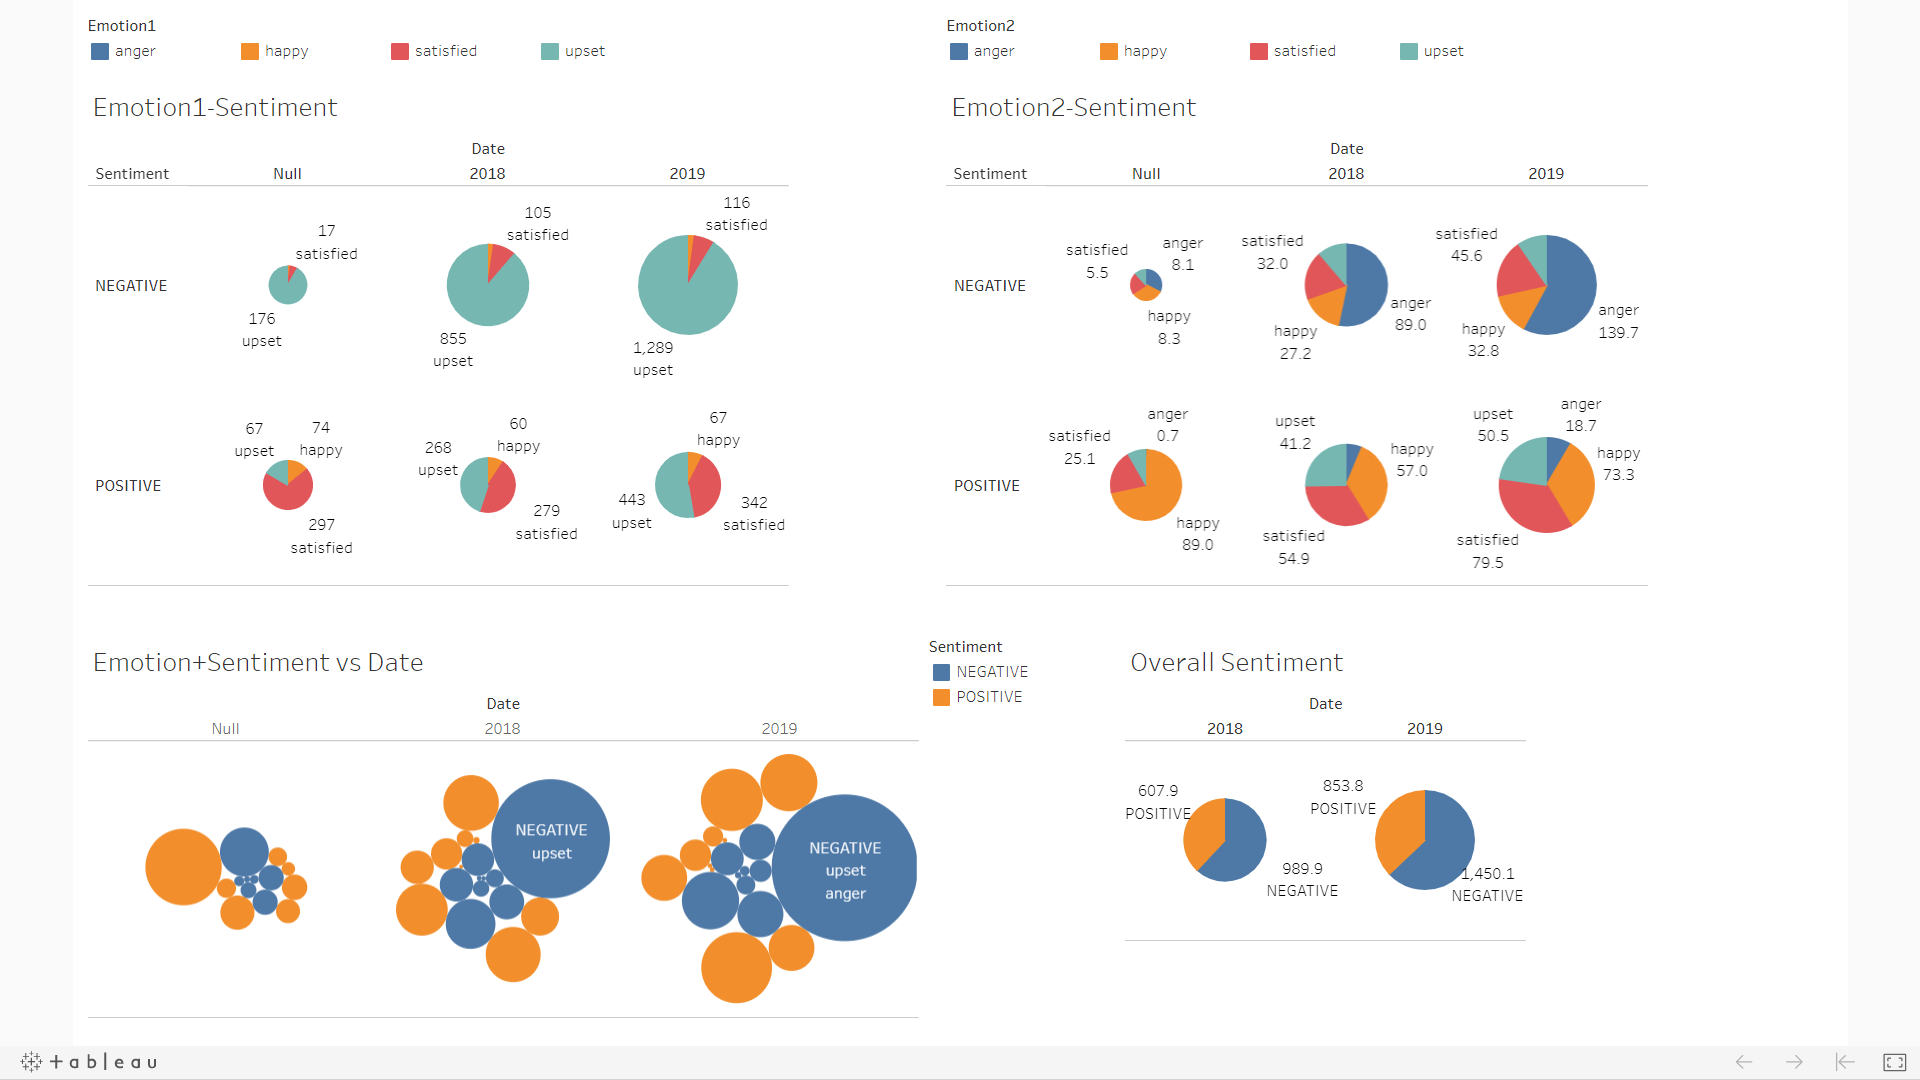 Emotion1
anger happy satisfied upset
Emotion2
anger happy satisfied upset
Emotion1-Sentiment
Date
Sentiment Null 2018 2019
NEGATIVE
17
satisfied
176
upset
105
satisfied
855
upset
116
satisfied
1,289
upset
POSITIVE
67
upset
74
happy
297
satisfied
268
upset
60
happy
279
satisfied
67
happy
443
upset
342
satisfied
Emotion2-Sentiment
Date
Sentiment Null 2018 2019
NEGATIVE
satisfied
5.5
anger
8.1
happy
8.3
satisfied
32.0
anger
89.0
happy
27.2
satisfied
45.6
anger
139.7
happy
32.8
POSITIVE
anger
0.7
satisfied
25.1
happy
89.0
upset
41.2
happy
57.0
satisfied
54.9
upset
50.5
anger
18.7
happy
73.3
satisfied
79.5
Emotion+Sentiment vs Date
Date
Null 2018 2019
NEGATIVE
upset
NEGATIVE
upset
anger
Sentiment
NEGATIVE
POSITIVE
Overall Sentiment
Date
2018 2019
607.9
POSITIVE
989.9
NEGATIVE
853.8
POSITIVE
1,450.1
NEGATIVE
+ableau